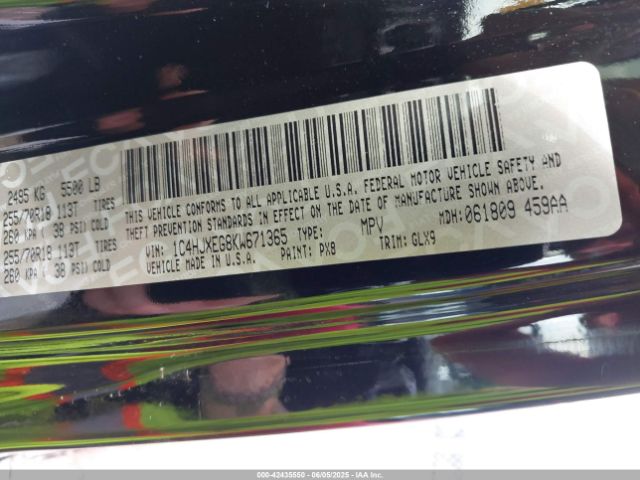 2495 KG 5500 LB
255/70R18 113T TIRES
260 KPA ( 38 PSI) COLD
255/70R18 113T TIRES
260 KPA ( 38 PSI) COLD
THIS VEHICLE CONFORMS TO ALL APPLICABLE U.S.A. FEDERAL MOTOR VEHICLE SAFETY AND
THEFT PREVENTION STANDARDS IN EFFECT ON THE DATE OF MANUFACTURE SHOWN ABOVE.
VIN: 1C4HJXEG8KW671365 TYPE: MPV MDH: 061809 459AA
VEHICLE MADE IN U.S.A. PAINT: PX8 TRIM: GLX9
000-42435550 | 06/05/2025 - IAA Auctions